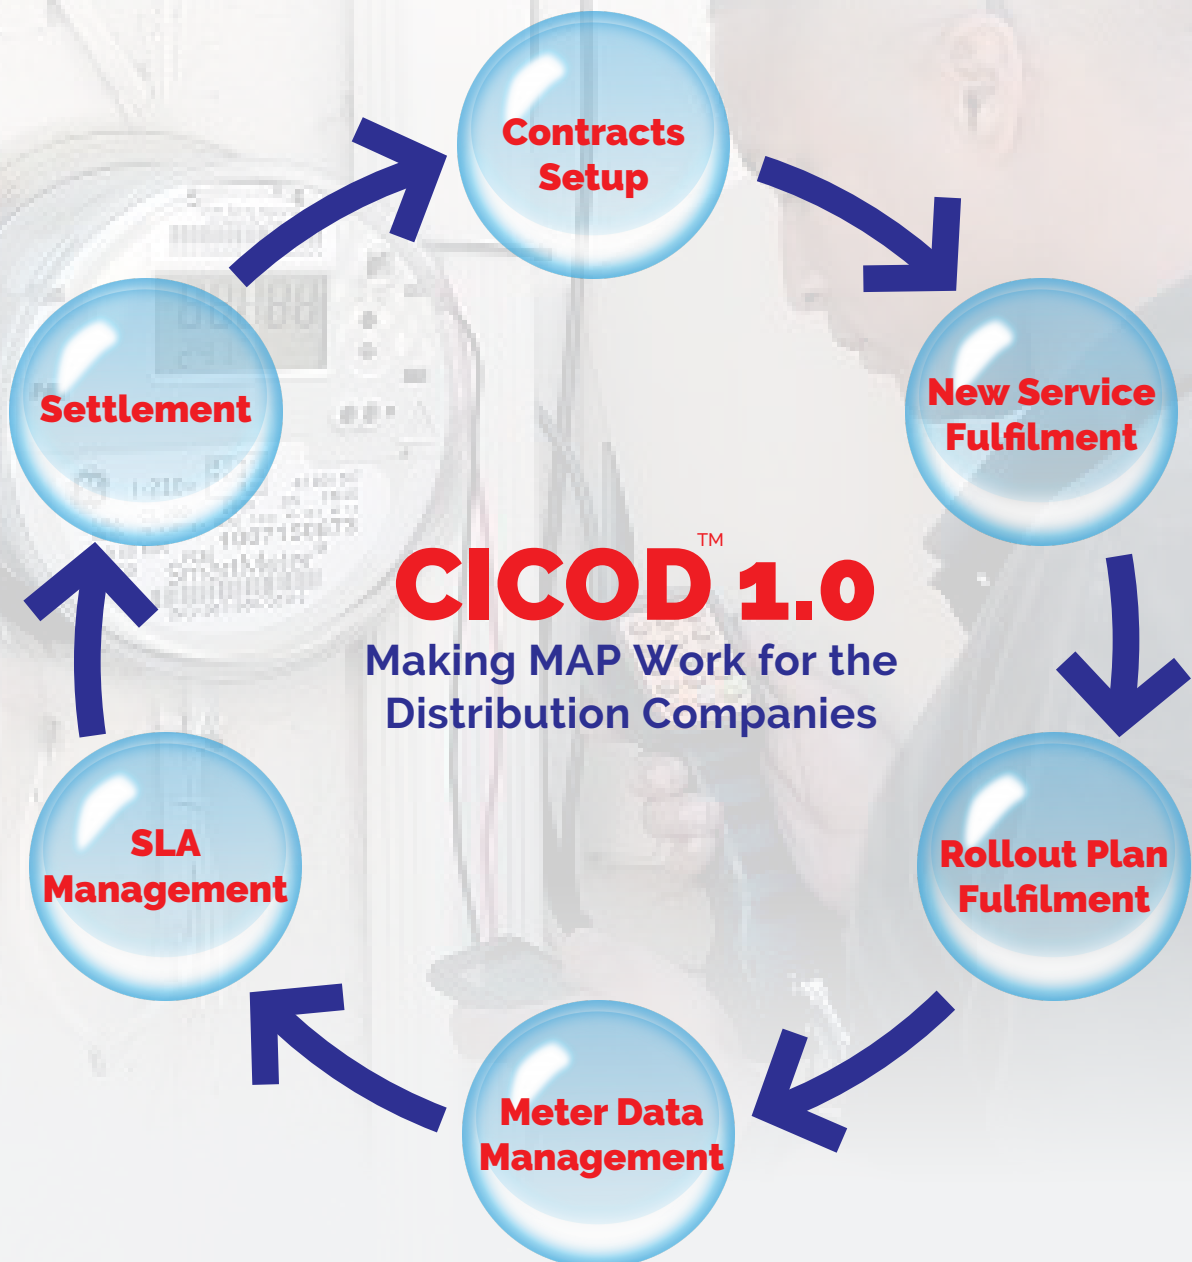 Contracts
Setup
New Service
Fulfilment
Settlement
CICOD™ 1.0
Making MAP Work for the
Distribution Companies
Rollout Plan
Fulfilment
SLA
Management
Meter Data
Management